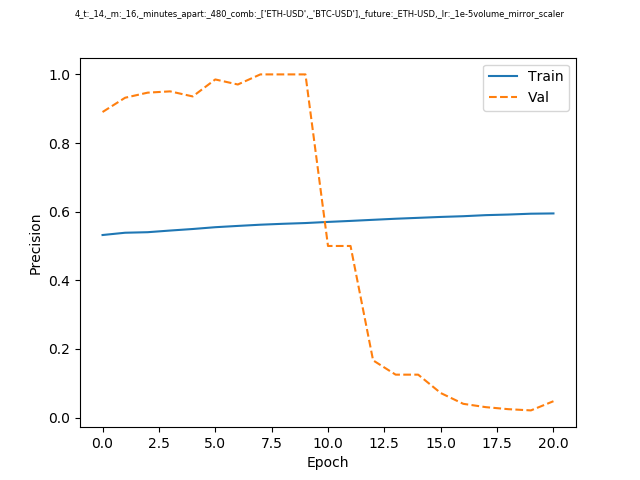 4_t:_14,_m:_16,_minutes_apart:_480_comb:_['ETH-USD',_'BTC-USD'],_future:_ETH-USD,_lr:_1e-5volume_mirror_scaler
Train
Val
1.0
0.8
0.6
0.4
0.2
0.0
Precision
0.0 2.5 5.0 7.5 10.0 12.5 15.0 17.5 20.0
Epoch